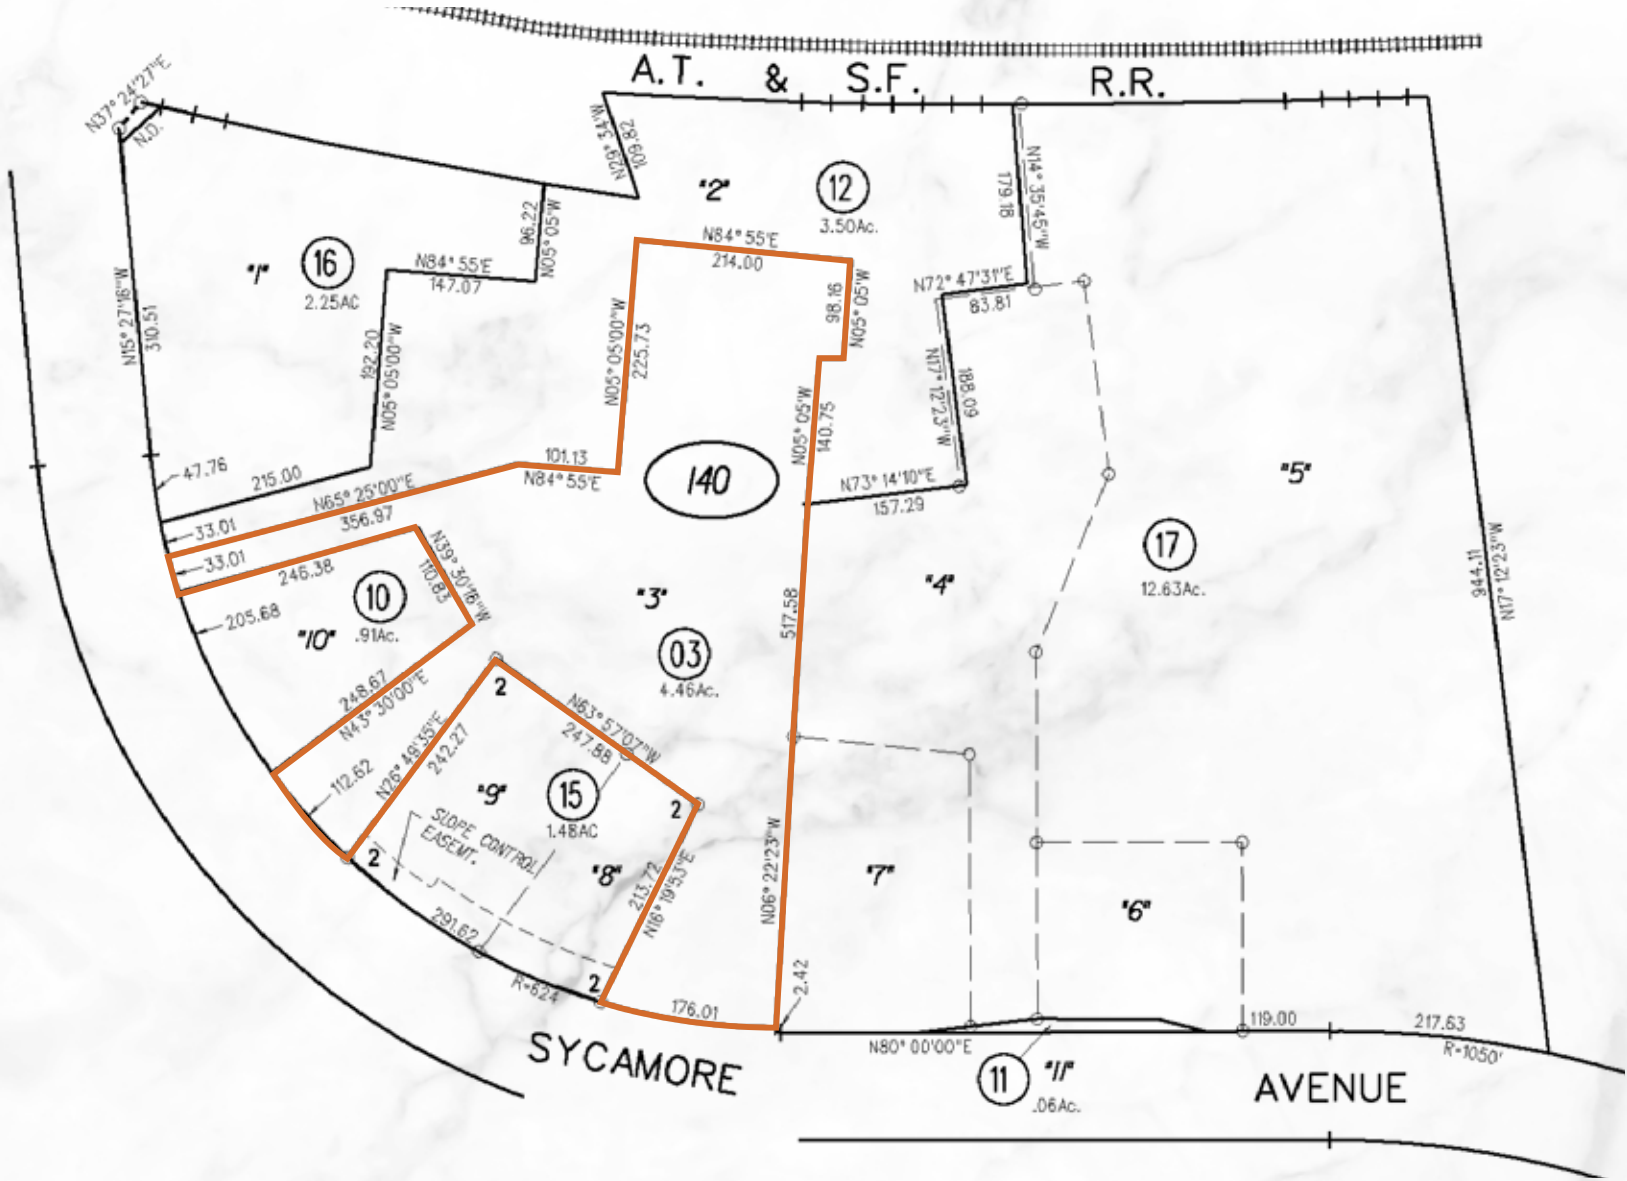 A.T. & S.F. R.R.
N37° 24'27"E
N.D.
N29° 34'W
109.82
"2"
12
3.50Ac.
179.18
N14° 35'45"W
96.22
N05° 05'W
N84° 55'E
214.00
"1"
16
2.25AC
N84° 55'E
147.07
N15° 27'16"W
310.51
192.20
N05° 05'00"W
N05° 05'00"W
225.73
98.16
N05° 05'W
N72° 47'31"E
83.81
N17° 12'23"W
188.09
N05° 05'W
140.75
47.76
215.00
N65° 25'00"E
356.97
101.13
N84° 55'E
140
N73° 14'10"E
157.29
"5"
17
12.63Ac.
944.11
N17° 12'23"W
33.01
33.01
246.38
N39° 30'16"W
110.83
205.68
10
.91Ac.
"10"
"3"
03
4.46Ac.
517.58
"4"
248.67
N43° 30'00"E
2
N63° 57'07"W
247.88
N26° 49'35"E
242.27
112.62
"9"
15
1.48AC
2
SLOPE CONTROL
EASEMT.
2
"8"
213.72
N16° 19'53"E
N06° 22'23"W
"7"
"6"
291.62
R=624
2
176.01
2.42
119.00
217.63
R=1050'
N80° 00'00"E
11
"11"
.06Ac.
SYCAMORE AVENUE